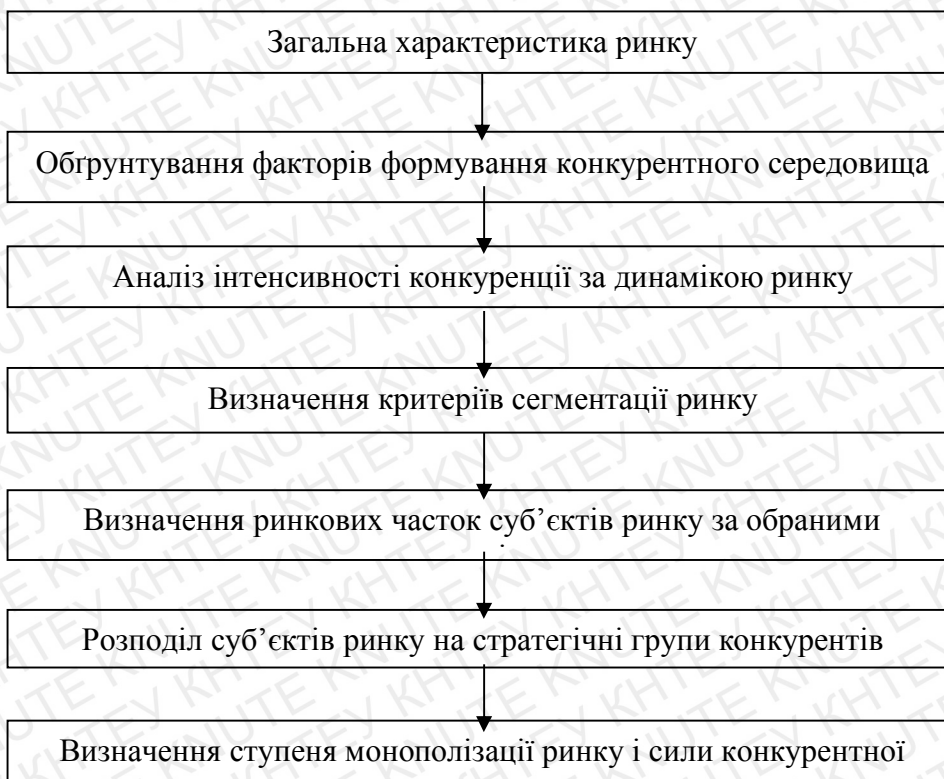 Загальна характеристика ринку
Обґрунтування факторів формування конкурентного середовища
Аналіз інтенсивності конкуренції за динамікою ринку
Визначення критеріїв сегментації ринку
Визначення ринкових часток суб’єктів ринку за обраними
Розподіл суб’єктів ринку на стратегічні групи конкурентів
Визначення ступеня монополізації ринку і сили конкурентної